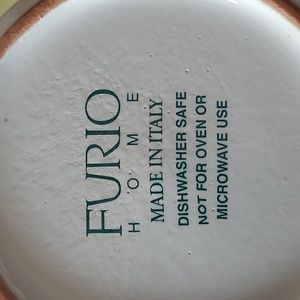 FURIO
HOME
MADE IN ITALY
DISHWASHER SAFE
NOT FOR OVEN OR
MICROWAVE USE